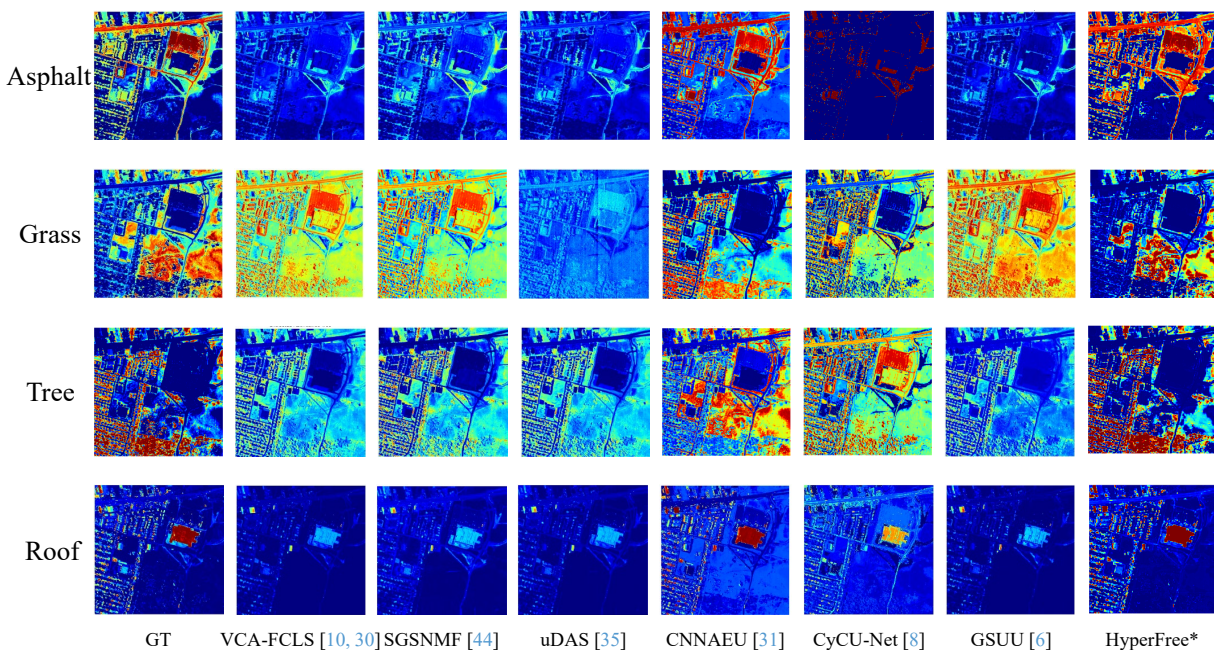 Asphalt
Grass
Tree
Roof
GT VCA-FCLS [10, 30] SGSNMF [44] uDAS [35] CNNAEU [31] CyCU-Net [8] GSUU [6] HyperFree*